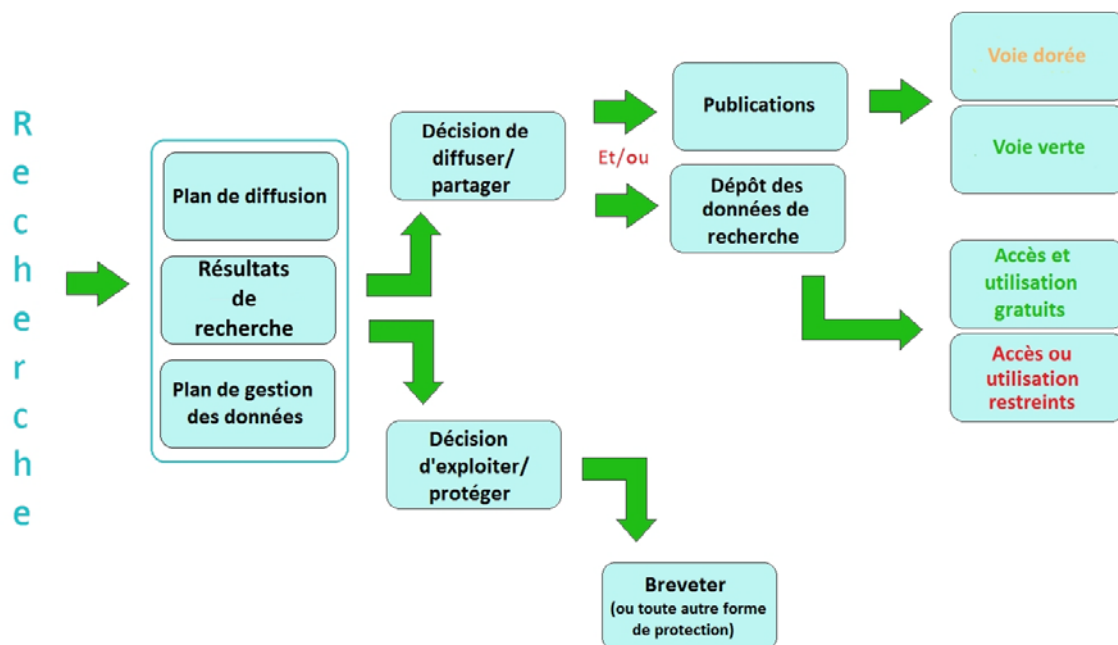 Recherche
Plan de diffusion
Résultats
de
recherche
Plan de gestion
des données
Décision de
diffuser/
partager
Décision
d'exploiter/
protéger
Et/ou
Publications
Dépôt des
données de
recherche
Breveter
(ou toute autre forme
de protection)
Voie dorée
Voie verte
Accès et
utilisation
gratuits
Accès ou
utilisation
restreints